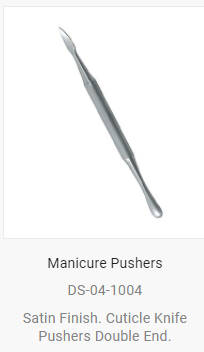 Manicure Pushers
DS-04-1004
Satin Finish. Cuticle Knife
Pushers Double End.